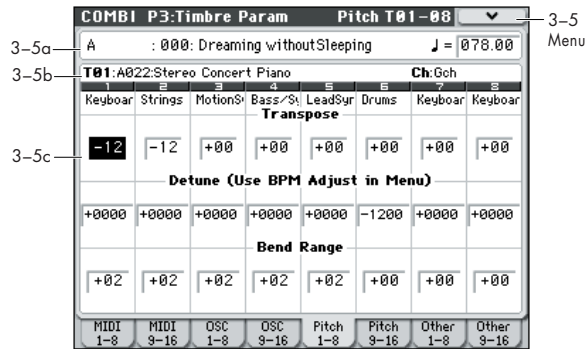 COMBI P3:Timbre Param Pitch T01-08
3–5
Menu
3–5a
A :000: Dreaming withoutSleeping ♩= 078.00
3–5b
T01:A022:Stereo Concert Piano Ch:Gch
1 2 3 4 5 6 7 8
Keyboar Strings MotionS Bass/Sy LeadSyr Drums Keyboar Keyboar
Transpose
3–5c
-12 -12 +00 +00 +00 +00 +00 +00
Detune (Use BPM Adjust in Menu)
+0000 +0000 +0000 +0000 +0000 -1200 +0000 +0000
Bend Range
+02 +02 +02 +02 +02 +00 +00 +00
MIDI 1-8 MIDI 9-16 OSC 1-8 OSC 9-16 Pitch 1-8 Pitch 9-16 Other 1-8 Other 9-16